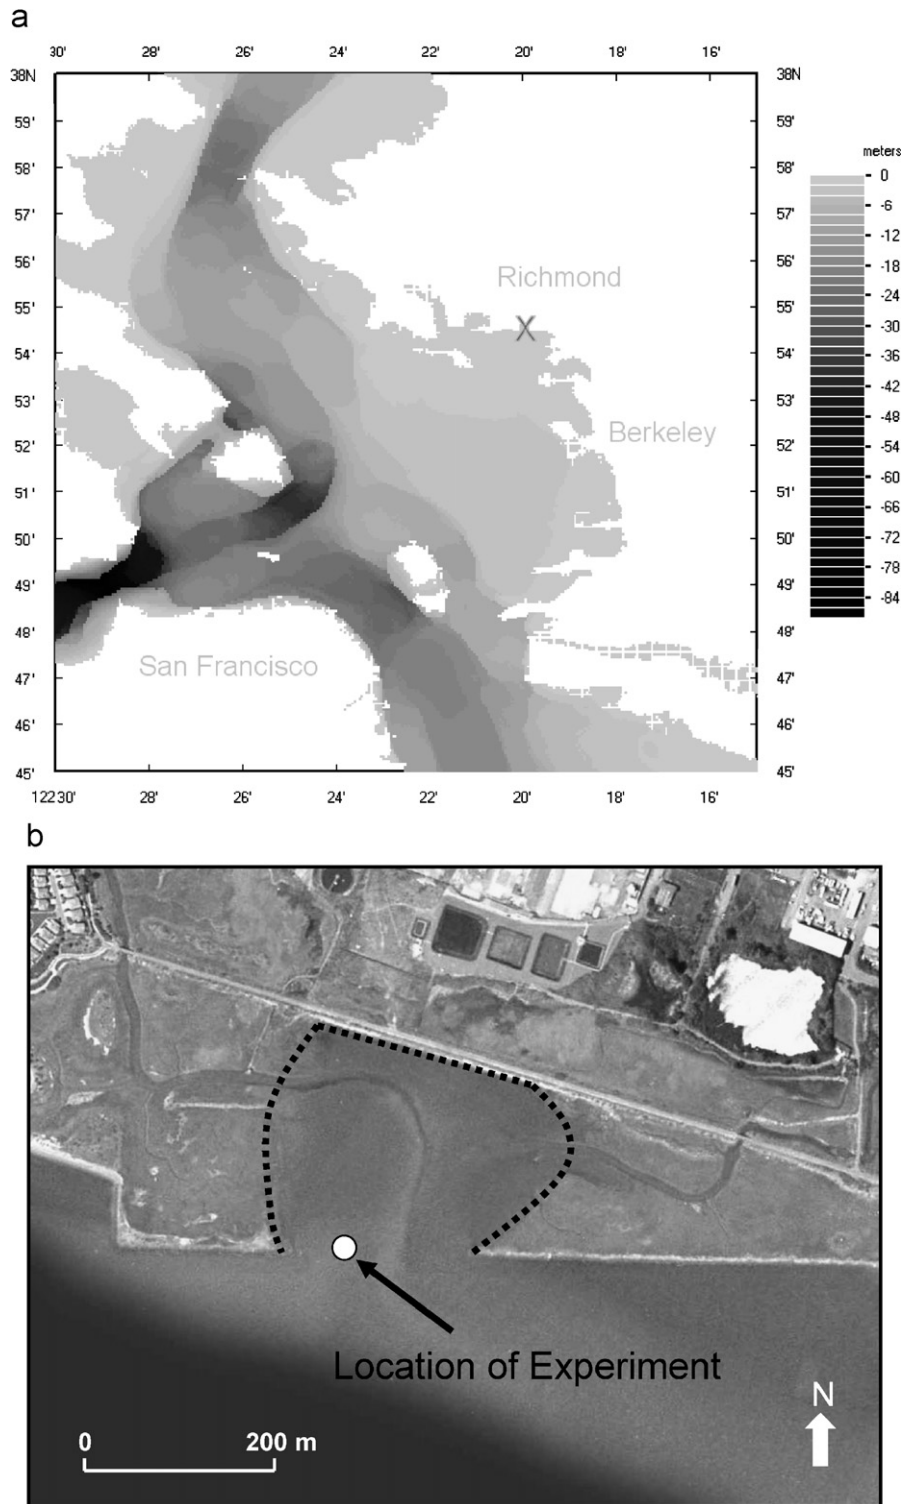 a
30' 28' 26' 24' 22' 20' 18' 16'
38N 38N
meters
59' 59'
0
58' 58'
-6
57' 57'
-12
56' Richmond 56'
-18
55' 55'
-24
X
-30
54' 54'
-36
53' 53'
-42
Berkeley
52' 52'
-48
-54
51' 51'
-60
50' 50'
-66
-72
49' 49'
-78
-84
48' 48'
San Francisco
47' 47'
46' 46'
45' 45'
122 30' 28' 26' 24' 22' 20' 18' 16'
b
Location of Experiment
N
0 200 m